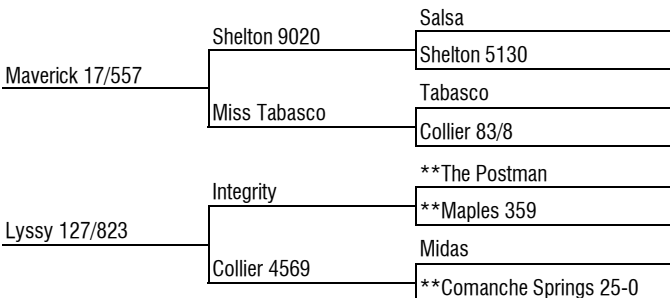 Salsa
Shelton 9020
Shelton 5130
Maverick 17/557
Tabasco
Miss Tabasco
Collier 83/8
**The Postman
Integrity
**Maples 359
Lyssy 127/823
Midas
Collier 4569
**Comanche Springs 25-0